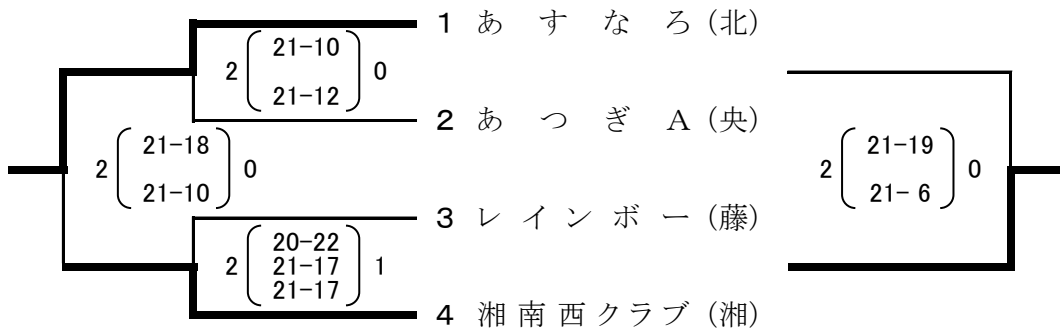 1 あすなろ(北)
2 ( 21-10 ) 0
21-12
2 あつぎA(央)
2 ( 21-18 ) 0
21-10
2 ( 21-19 ) 0
21- 6
3 レインボー(藤)
2 ( 20-22 ) 1
21-17
21-17
4 湘南西クラブ(湘)